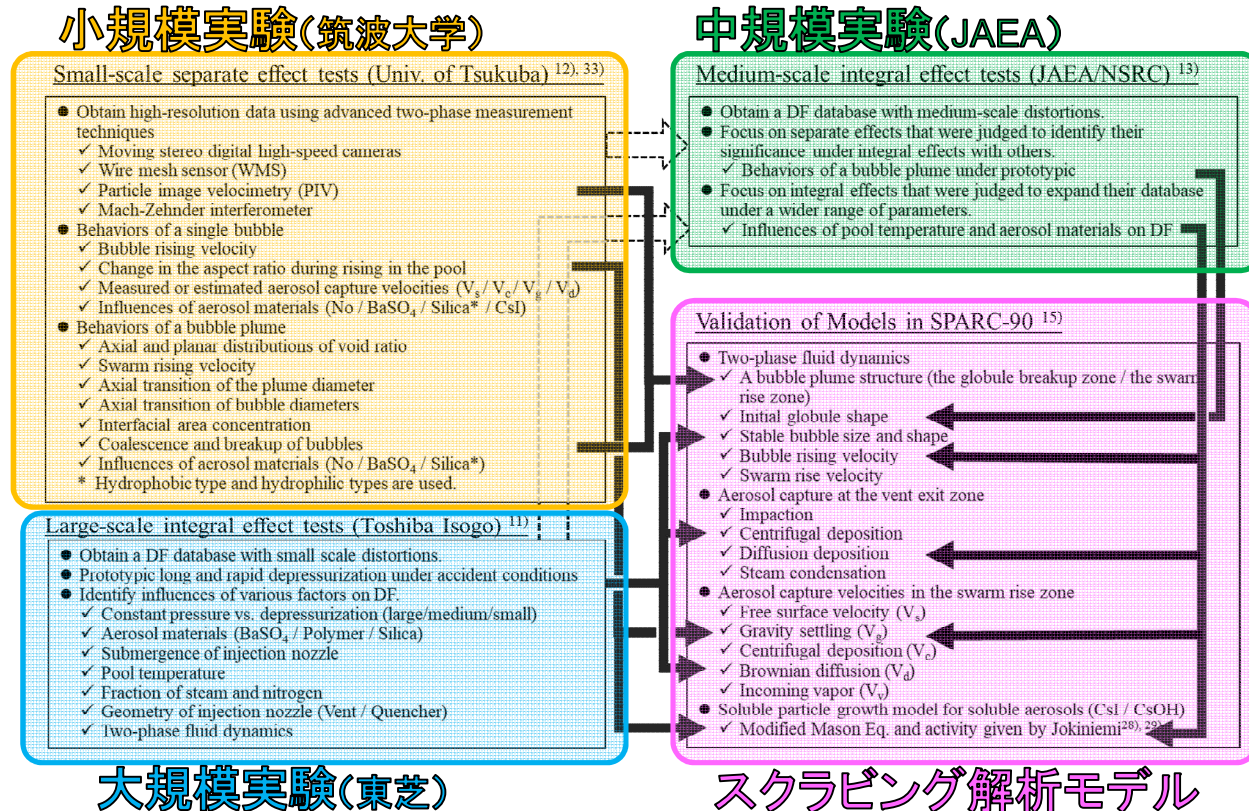 小規模実験(筑波大学)
Small-scale separate effect tests (Univ. of Tsukuba) 12), 33)
● Obtain high-resolution data using advanced two-phase measurement
techniques
✓ Moving stereo digital high-speed cameras
✓ Wire mesh sensor (WMS)
✓ Particle image velocimetry (PIV)
✓ Mach-Zehnder interferometer
● Behaviors of a single bubble
✓ Bubble rising velocity
✓ Change in the aspect ratio during rising in the pool
✓ Measured or estimated aerosol capture velocities (Vs / Vc / Vg / Vd)
✓ Influences of aerosol materials (No / BaSO4 / Silica* / CsI)
● Behaviors of a bubble plume
✓ Axial and planar distributions of void ratio
✓ Swarm rising velocity
✓ Axial transition of the plume diameter
✓ Axial transition of bubble diameters
✓ Interfacial area concentration
✓ Coalescence and breakup of bubbles
✓ Influences of aerosol materials (No / BaSO4 / Silica*)
* Hydrophobic type and hydrophilic types are used.
Large-scale integral effect tests (Toshiba Isogo) 11)
● Obtain a DF database with small scale distortions.
● Prototypic long and rapid depressurization under accident conditions
● Identify influences of various factors on DF.
✓ Constant pressure vs. depressurization (large/medium/small)
✓ Aerosol materials (BaSO4 / Polymer / Silica)
✓ Submergence of injection nozzle
✓ Pool temperature
✓ Fraction of steam and nitrogen
✓ Geometry of injection nozzle (Vent / Quencher)
✓ Two-phase fluid dynamics
大規模実験(東芝)
中規模実験(JAEA)
Medium-scale integral effect tests (JAEA/NSRC) 13)
● Obtain a DF database with medium-scale distortions.
● Focus on separate effects that were judged to identify their
significance under integral effects with others.
✓ Behaviors of a bubble plume under prototypic
● Focus on integral effects that were judged to expand their database
under a wider range of parameters.
✓ Influences of pool temperature and aerosol materials on DF
Validation of Models in SPARC-90 15)
● Two-phase fluid dynamics
✓ A bubble plume structure (the globule breakup zone / the swarm
rise zone)
✓ Initial globule shape
✓ Stable bubble size and shape
✓ Bubble rising velocity
✓ Swarm rise velocity
● Aerosol capture at the vent exit zone
✓ Impaction
✓ Centrifugal deposition
✓ Diffusion deposition
✓ Steam condensation
● Aerosol capture velocities in the swarm rise zone
✓ Free surface velocity (Vs)
✓ Gravity settling (Vg)
✓ Centrifugal deposition (Vc)
✓ Brownian diffusion (Vd)
✓ Incoming vapor (Vv)
● Soluble particle growth model for soluble aerosols (CsI / CsOH)
✓ Modified Mason Eq. and activity given by Jokiniemi28), 29)
スクラビング解析モデル